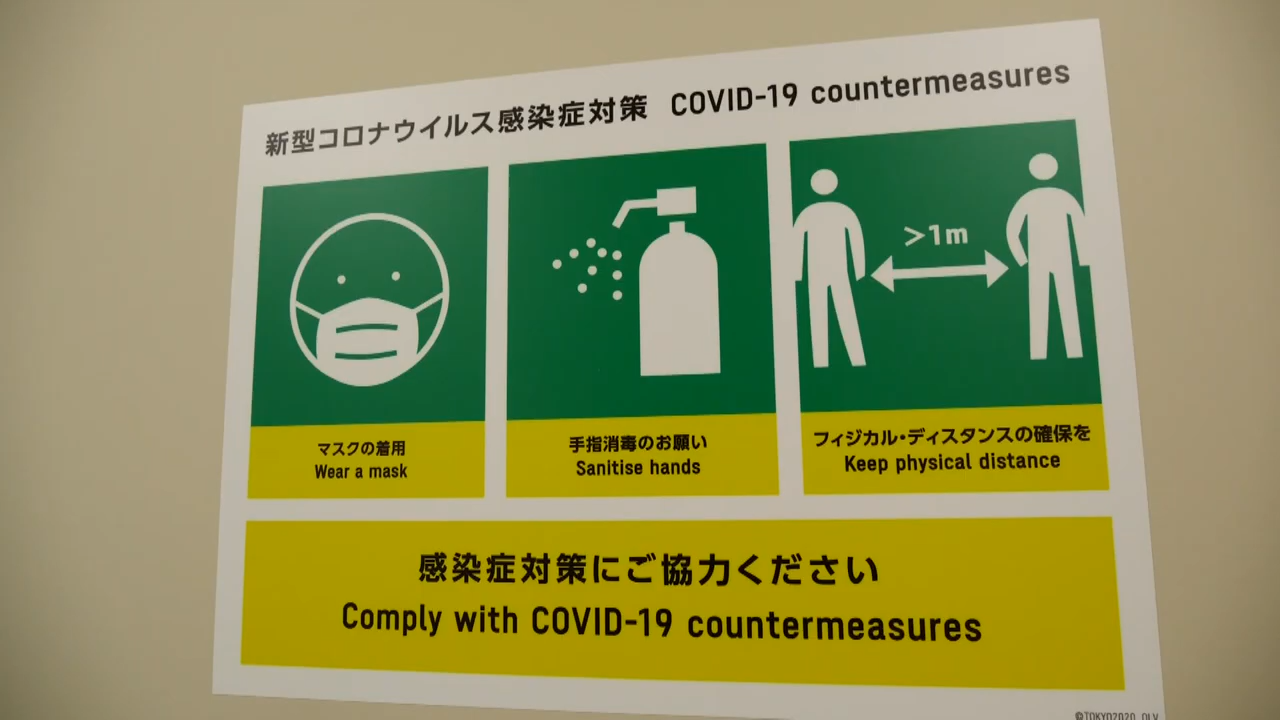 新型コロナウイルス感染症対策 COVID-19 countermeasures
>1m
マスクの着用
Wear a mask
手指消毒のお願い
Sanitise hands
フィジカル・ディスタンスの確保を
Keep physical distance
感染症対策にご協力ください
Comply with COVID-19 countermeasures
©TOKYO2020